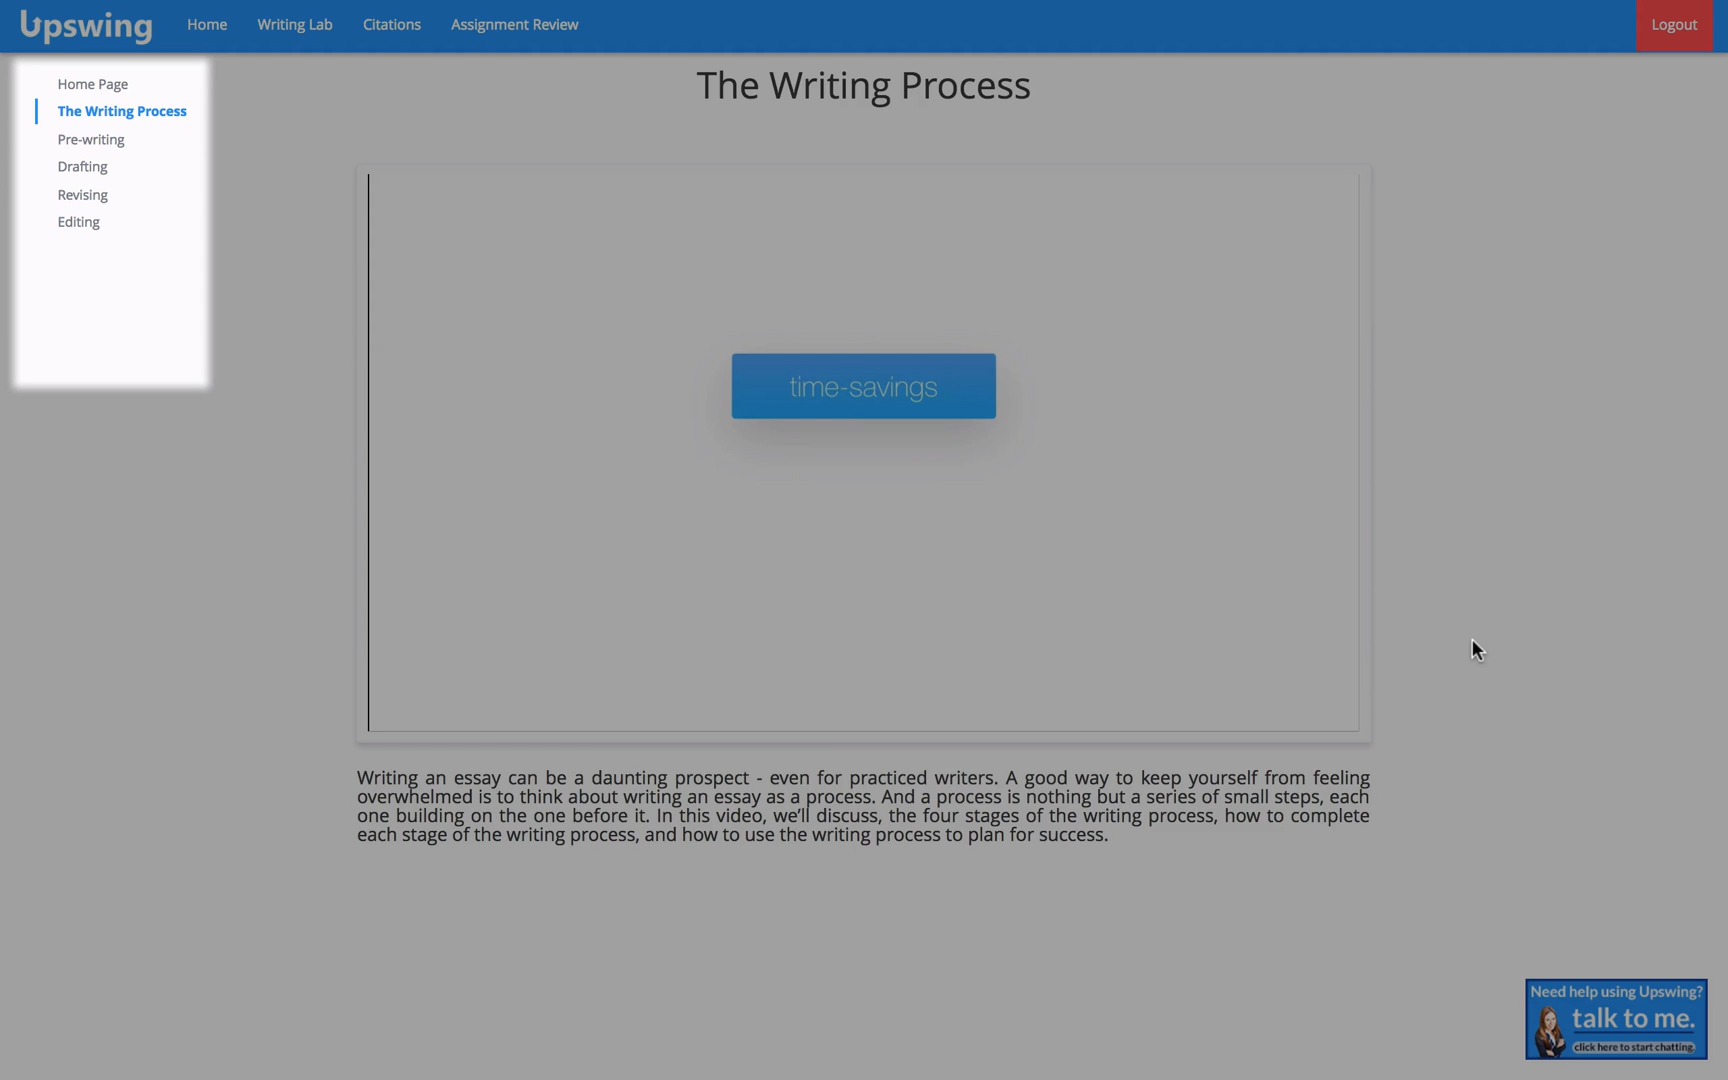 Upswing
Home
Writing Lab
Citations
Assignment Review
Logout
Home Page
The Writing Process
Pre-writing
Drafting
Revising
Editing
The Writing Process
time-savings
Writing an essay can be a daunting prospect - even for practiced writers. A good way to keep yourself from feeling
overwhelmed is to think about writing an essay as a process. And a process is nothing but a series of small steps, each
one building on the one before it. In this video, we'll discuss, the four stages of the writing process, how to complete
each stage of the writing process, and how to use the writing process to plan for success.
Need help using Upswing?
talk to me.
click here to start chatting.